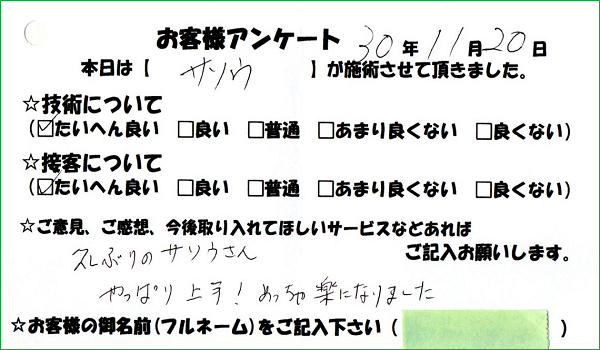 お客様アンケート 30年11月20日
本日は【 サソウ 】が施術させて頂きました。
☆技術について
(☑たいへん良い □良い □普通 □あまり良くない □良くない)
☆接客について
(☑たいへん良い □良い □普通 □あまり良くない □良くない)
☆ご意見、ご感想、今後取り入れてほしいサービスなどあれば
ご記入お願いします。
久しぶりのサソウさん
やっぱり上手!めっちゃ楽になりました
☆お客様の御名前(フルネーム)をご記入下さい(